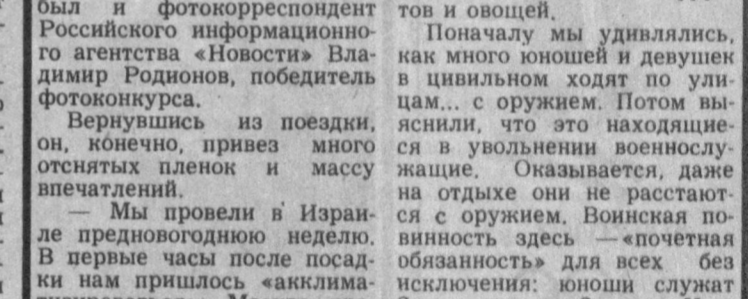 был и фотокорреспондент
Российского информационно-
го агентства «Новости» Вла-
димир Родионов, победитель
фотоконкурса.
Вернувшись из поездки,
он, конечно, привез много
отснятых пленок и массу
впечатлений.
— Мы провели в Израи-
ле предновогоднюю неделю.
В первые часы после посад-
ки нам пришлось «акклима-
тов и овощей.
Поначалу мы удивлялись,
как много юношей и девушек
в цивильном ходят по ули-
цам... с оружием. Потом вы-
яснили, что это находящие-
ся в увольнении военнослу-
жащие. Оказывается, даже
на отдыхе они не расстают-
ся с оружием. Воинская по-
винность здесь —«почетная
обязанность» для всех без
исключения: юноши служат